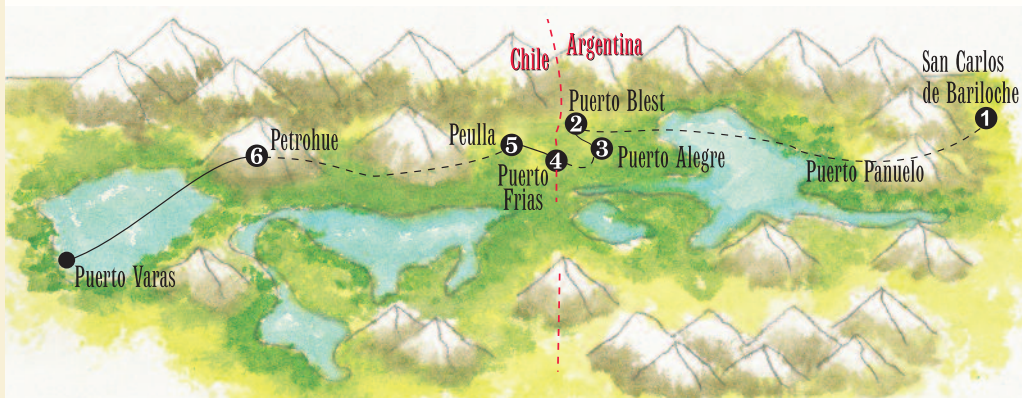 Chile
Argentina
San Carlos
de Bariloche
1
Puerto Blest
2
3
Puerto Alegre
Puerto Panuelo
Peulla
5
4
Puerto
Frias
Petrohue
6
Puerto Varas